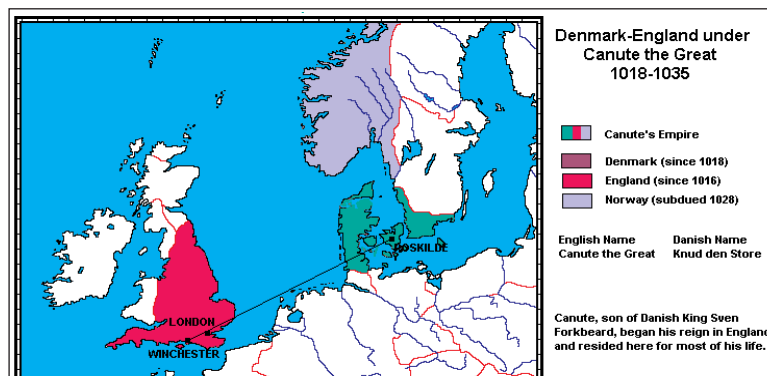 Denmark-England under
Canute the Great
1018-1035
Canute's Empire
Denmark (since 1018)
England (since 1016)
Norway (subdued 1028)
English Name Danish Name
Canute the Great Knud den Store
Canute, son of Danish King Sven
Forkbeard, began his reign in England
and resided here for most of his life.
ROSKILDE
LONDON
WINCHESTER